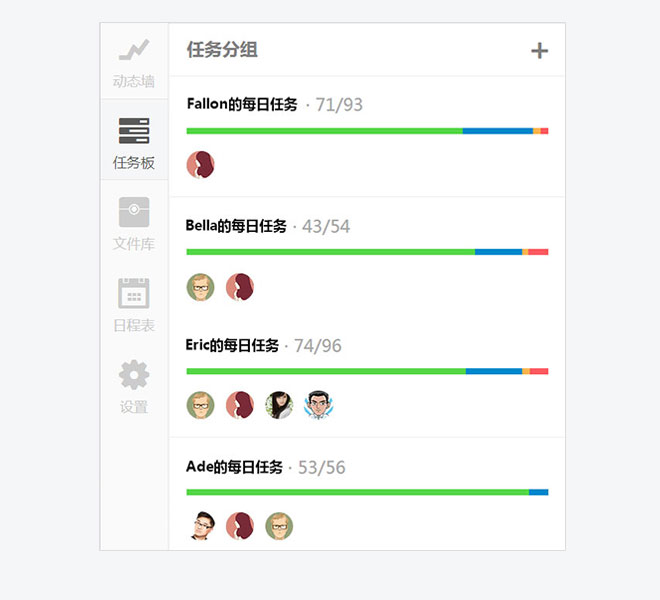 任务分组
动态墙
任务板
文件库
日程表
设置
Fallon的每日任务 · 71/93
Bella的每日任务 · 43/54
Eric的每日任务 · 74/96
Ade的每日任务 · 53/56